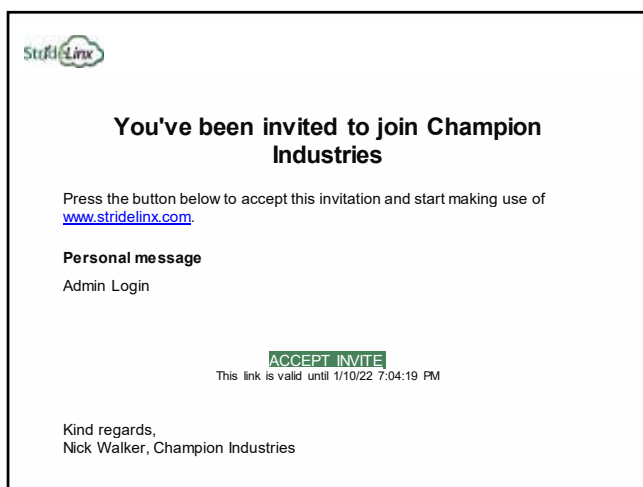 StrideLinx
You've been invited to join Champion
Industries
Press the button below to accept this invitation and start making use of
www.stridelinx.com.
Personal message
Admin Login
ACCEPT INVITE
This link is valid until 1/10/22 7:04:19 PM
Kind regards,
Nick Walker, Champion Industries